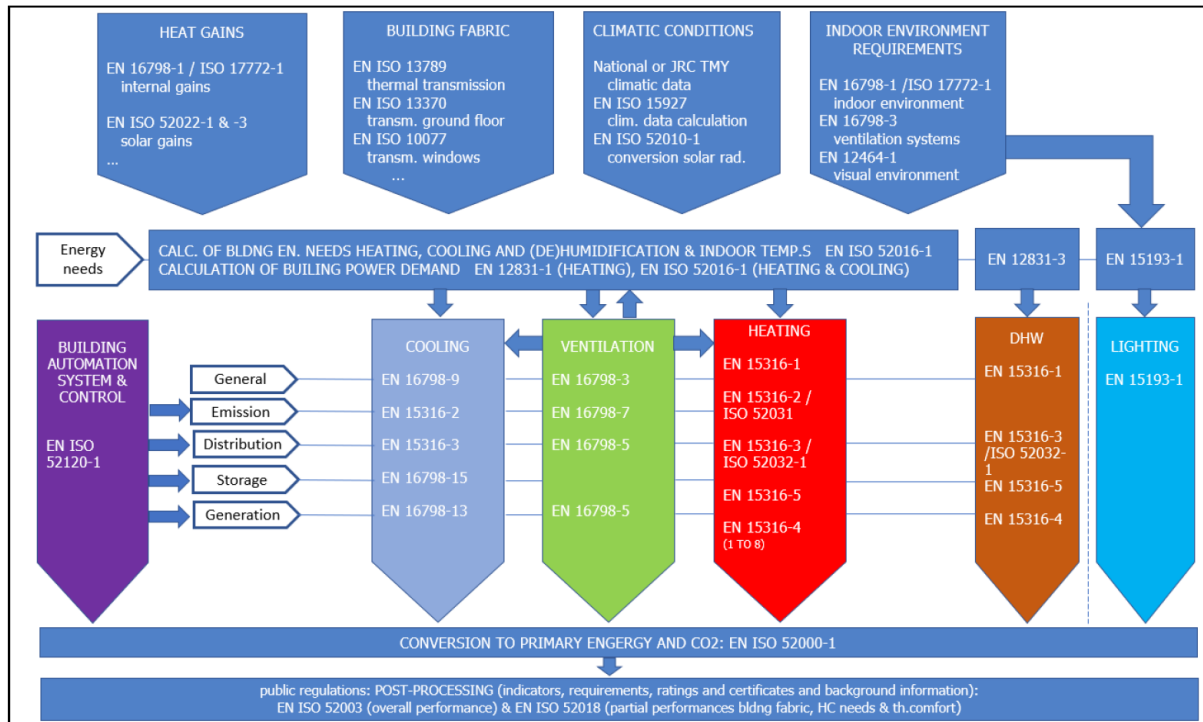 HEAT GAINS
EN 16798-1 / ISO 17772-1
internal gains
EN ISO 52022-1 & -3
solar gains
...
BUILDING FABRIC
EN ISO 13789
thermal transmission
EN ISO 13370
transm. ground floor
EN ISO 10077
transm. windows
...
CLIMATIC CONDITIONS
National or JRC TMY
climatic data
EN ISO 15927
clim. data calculation
EN ISO 52010-1
conversion solar rad.
INDOOR ENVIRONMENT
REQUIREMENTS
EN 16798-1 /ISO 17772-1
indoor environment
EN 16798-3
ventilation systems
EN 12464-1
visual environment
Energy
needs
CALC. OF BLDNG EN. NEEDS HEATING, COOLING AND (DE)HUMIDIFICATION & INDOOR TEMP.S EN ISO 52016-1
CALCULATION OF BUILING POWER DEMAND EN 12831-1 (HEATING), EN ISO 52016-1 (HEATING & COOLING)
EN 12831-3
EN 15193-1
BUILDING
AUTOMATION
SYSTEM &
CONTROL
EN ISO
52120-1
General
Emission
Distribution
Storage
Generation
COOLING
EN 16798-9
EN 15316-2
EN 15316-3
EN 16798-15
EN 16798-13
VENTILATION
EN 16798-3
EN 16798-7
EN 16798-5
EN 16798-5
HEATING
EN 15316-1
EN 15316-2 /
ISO 52031
EN 15316-3 /
ISO 52032-1
EN 15316-5
EN 15316-4
(1 TO 8)
DHW
EN 15316-1
EN 15316-3
/ISO 52032-
1
EN 15316-5
EN 15316-4
LIGHTING
EN 15193-1
CONVERSION TO PRIMARY ENGERGY AND CO2: EN ISO 52000-1
public regulations: POST-PROCESSING (indicators, requirements, ratings and certificates and background information):
EN ISO 52003 (overall performance) & EN ISO 52018 (partial performances bldng fabric, HC needs & th.comfort)